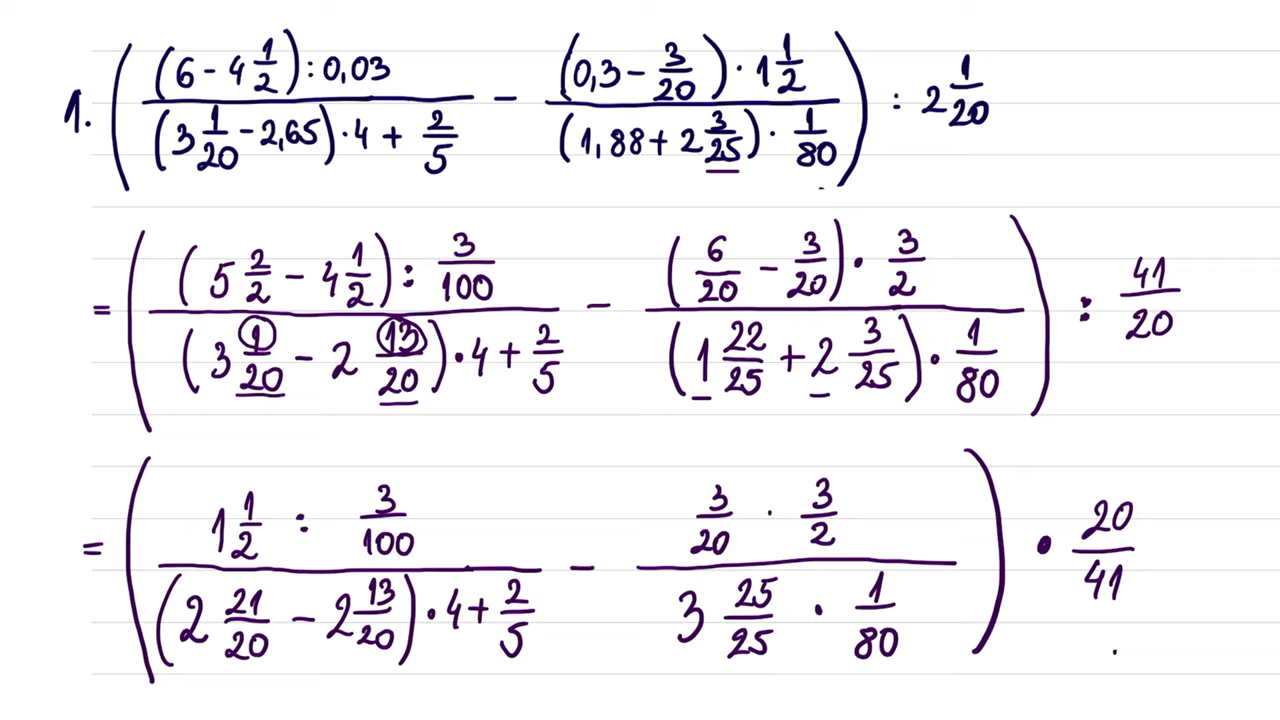 1. ( ((6 - 4 1/2) : 0,03) / ((3 1/20 - 2,65) · 4 + 2/5) - ((0,3 - 3/20) · 1 1/2) / ((1,88 + 2 3/25) · 1/80) ) : 2 1/20
= ( ((5 2/2 - 4 1/2) : 3/100) / ((3 1/20 - 2 13/20) · 4 + 2/5) - ((6/20 - 3/20) · 3/2) / ((1 22/25 + 2 3/25) · 1/80) ) : 41/20
= ( (1 1/2 : 3/100) / ((2 21/20 - 2 13/20) · 4 + 2/5) - (3/20 · 3/2) / (3 25/25 · 1/80) ) · 20/41